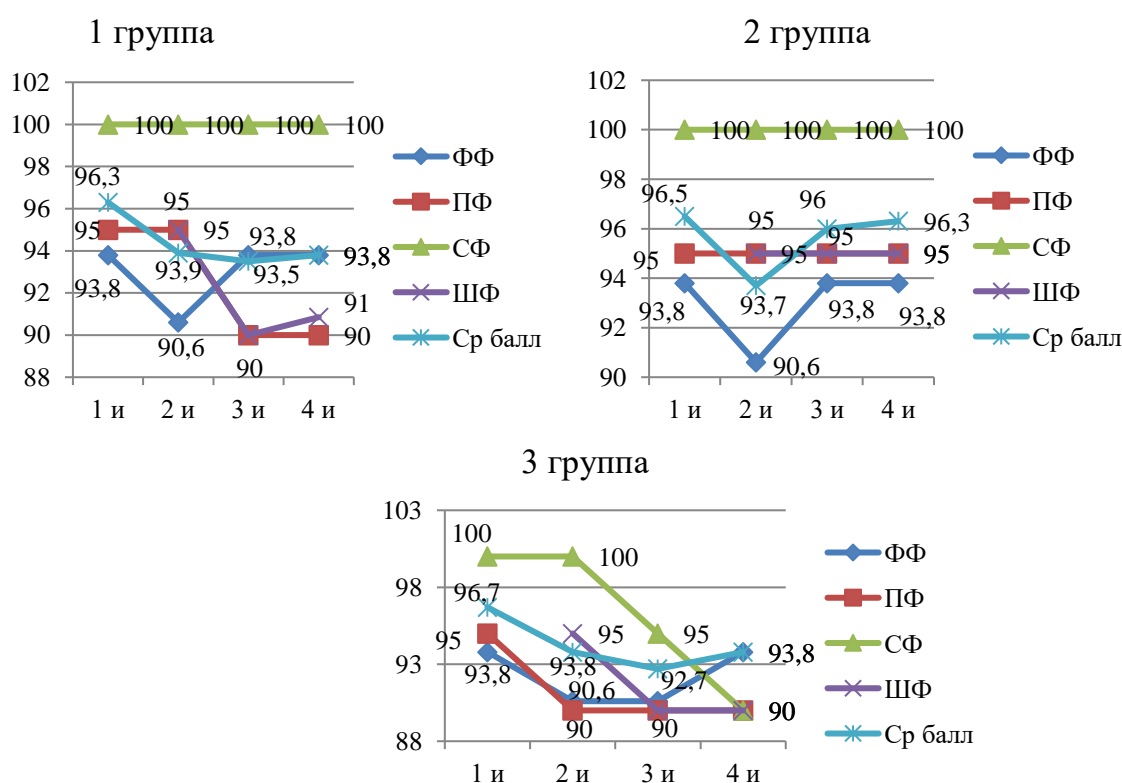 1 группа
102
100
98
96
94
92
90
88
100 100 100 100
96,3
95
95
95
93,8
93,8
93,9
93,5
93,8
90,6
90
91
90
1 и 2 и 3 и 4 и
ФФ
ПФ
СФ
ШФ
Ср балл
2 группа
102
100
98
96
94
92
90
100 100 100 100
96,5
95
96
96,3
95
95
95
95
93,8
93,7
93,8
93,8
90,6
1 и 2 и 3 и 4 и
ФФ
ПФ
СФ
ШФ
Ср балл
3 группа
103
98
93
88
100
100
96,7
95
95
95
93,8
93,8
92,7
93,8
90,6
90
90
90
1 и 2 и 3 и 4 и
ФФ
ПФ
СФ
ШФ
Ср балл